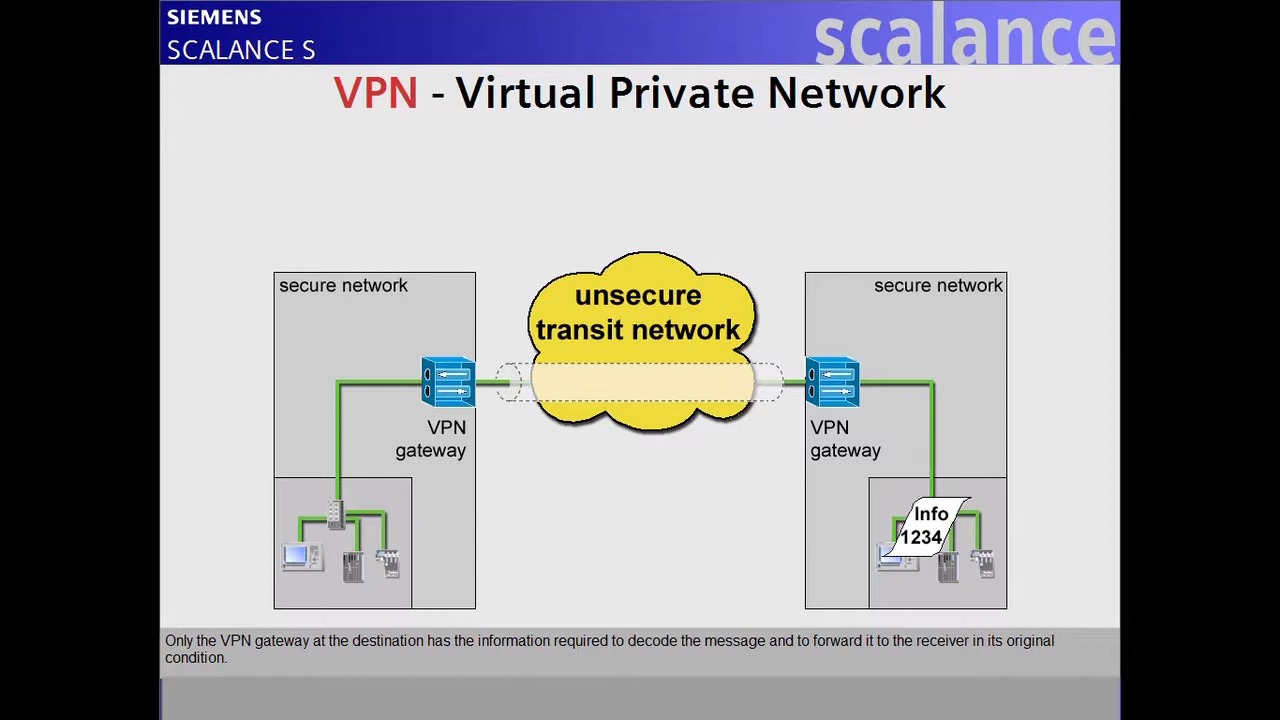 SIEMENS
SCALANCE S
scalance
VPN - Virtual Private Network
secure network
unsecure
transit network
secure network
VPN
gateway
VPN
gateway
Info
1234
Only the VPN gateway at the destination has the information required to decode the message and to forward it to the receiver in its original
condition.